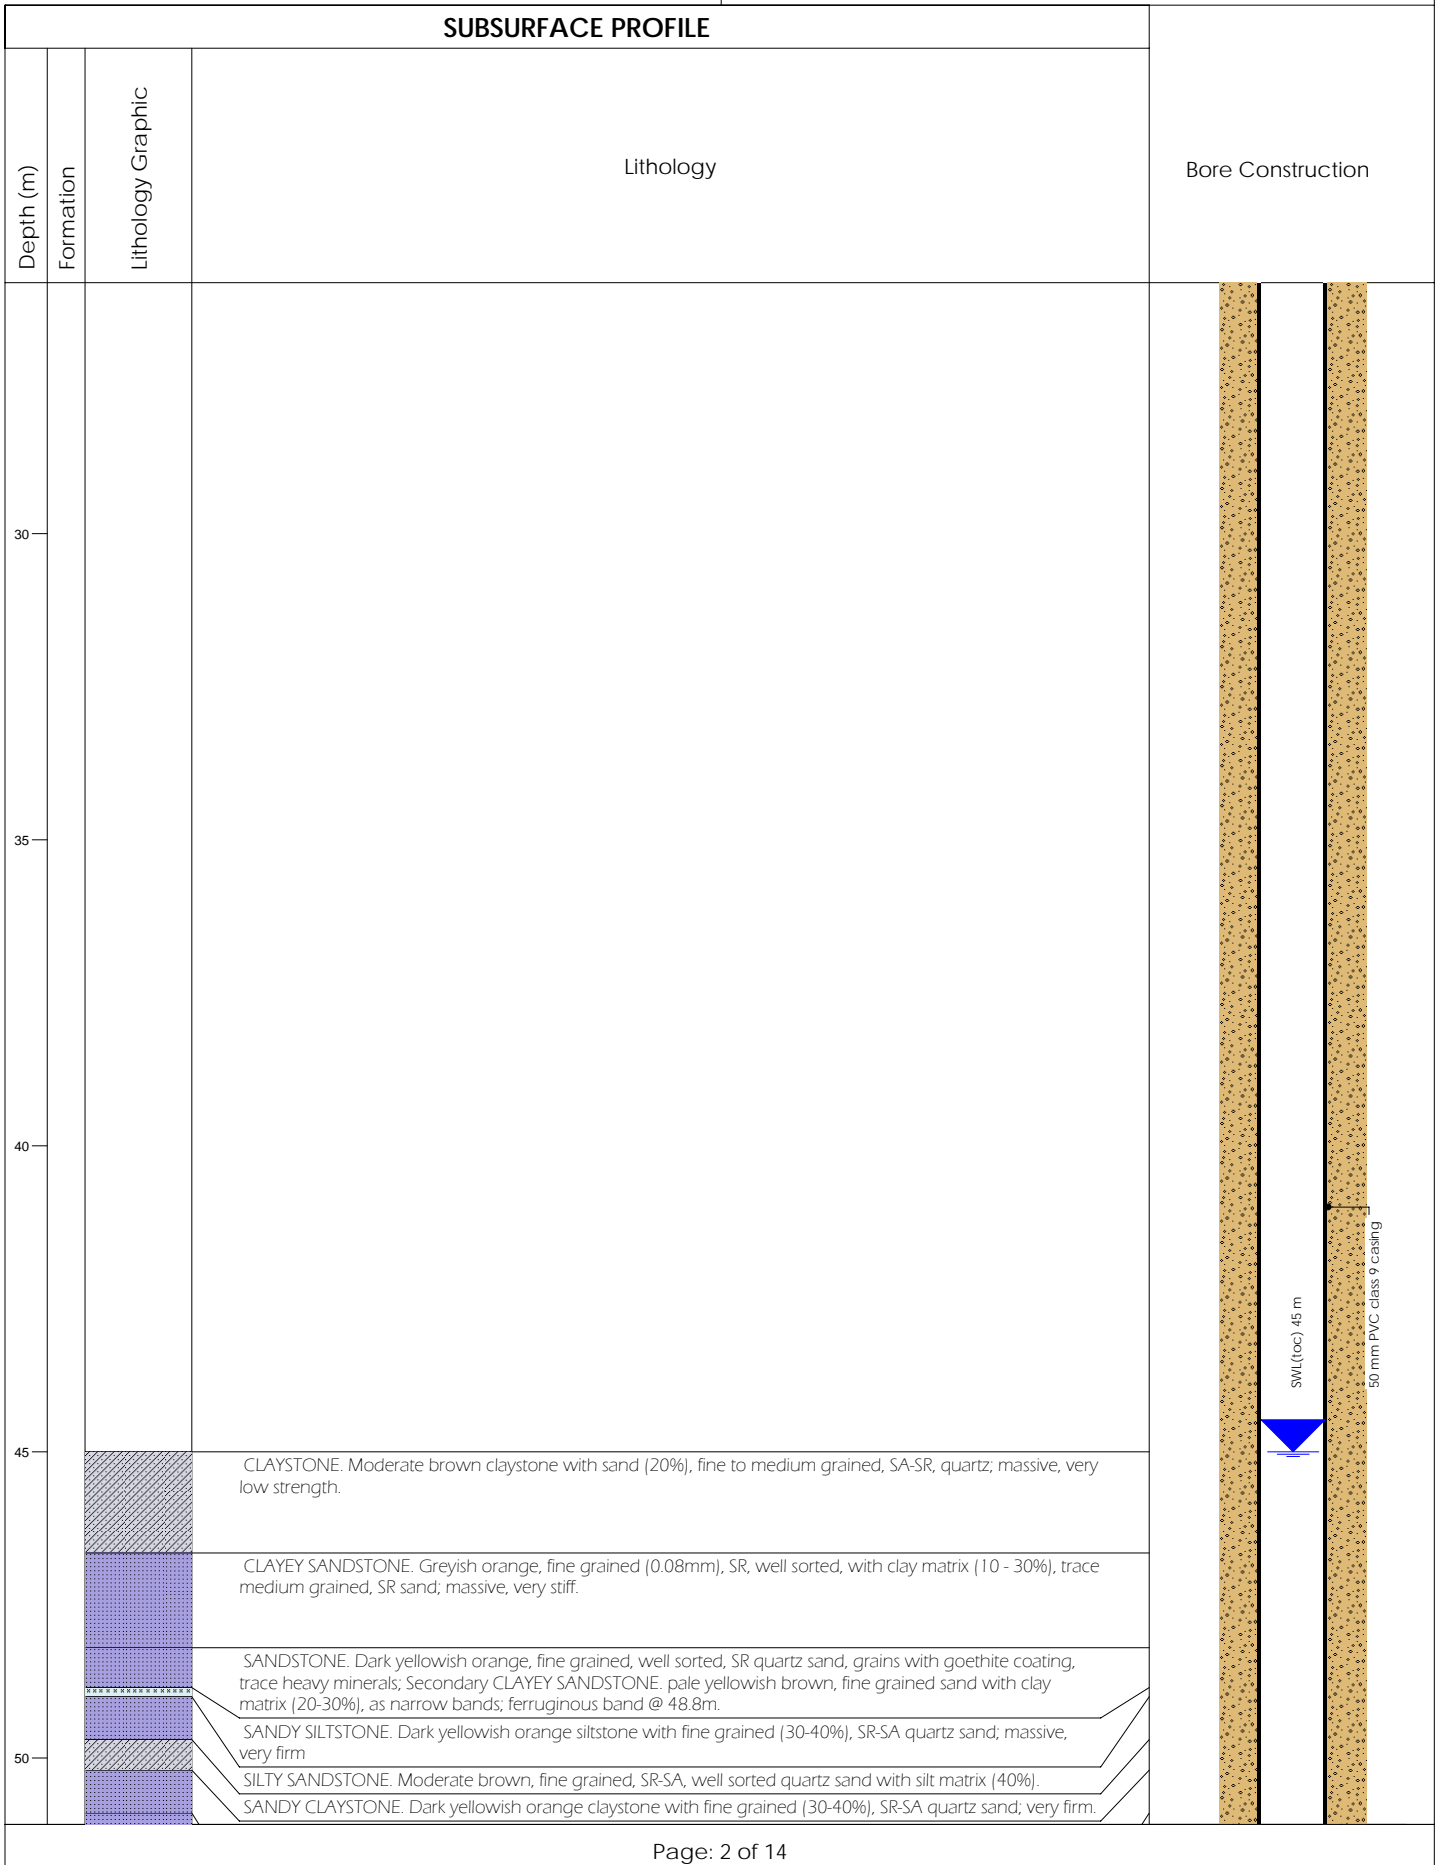 SUBSURFACE PROFILE
Depth (m)
Formation
Lithology Graphic
Lithology
Bore Construction
30
35
40
50 mm PVC class 9 casing
SWL(toc) 45 m
45
CLAYSTONE. Moderate brown claystone with sand (20%), fine to medium grained, SA-SR, quartz; massive, very
low strength.
CLAYEY SANDSTONE. Greyish orange, fine grained (0.08mm), SR, well sorted, with clay matrix (10 - 30%), trace
medium grained, SR sand; massive, very stiff.
SANDSTONE. Dark yellowish orange, fine grained, well sorted, SR quartz sand, grains with goethite coating,
trace heavy minerals; Secondary CLAYEY SANDSTONE. pale yellowish brown, fine grained sand with clay
matrix (20-30%), as narrow bands; ferruginous band @ 48.8m.
SANDY SILTSTONE. Dark yellowish orange siltstone with fine grained (30-40%), SR-SA quartz sand; massive,
very firm
50
SILTY SANDSTONE. Moderate brown, fine grained, SR-SA, well sorted quartz sand with silt matrix (40%).
SANDY CLAYSTONE. Dark yellowish orange claystone with fine grained (30-40%), SR-SA quartz sand; very firm.
Page: 2 of 14